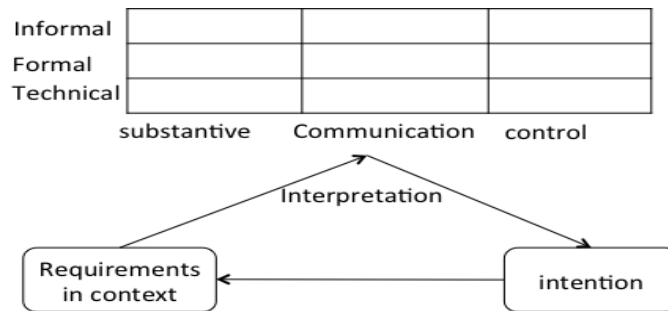 Informal
Formal
Technical
substantive Communication control
Interpretation
Requirements
in context
intention